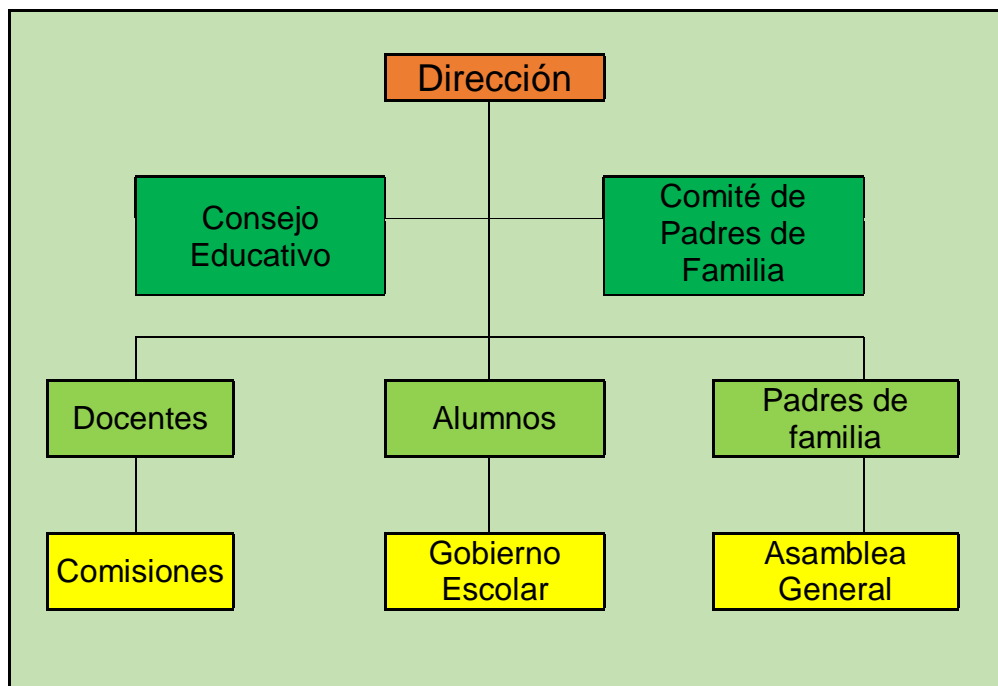 Dirección
Consejo
Educativo
Comité de
Padres de
Familia
Docentes
Alumnos
Padres de
familia
Comisiones
Gobierno
Escolar
Asamblea
General